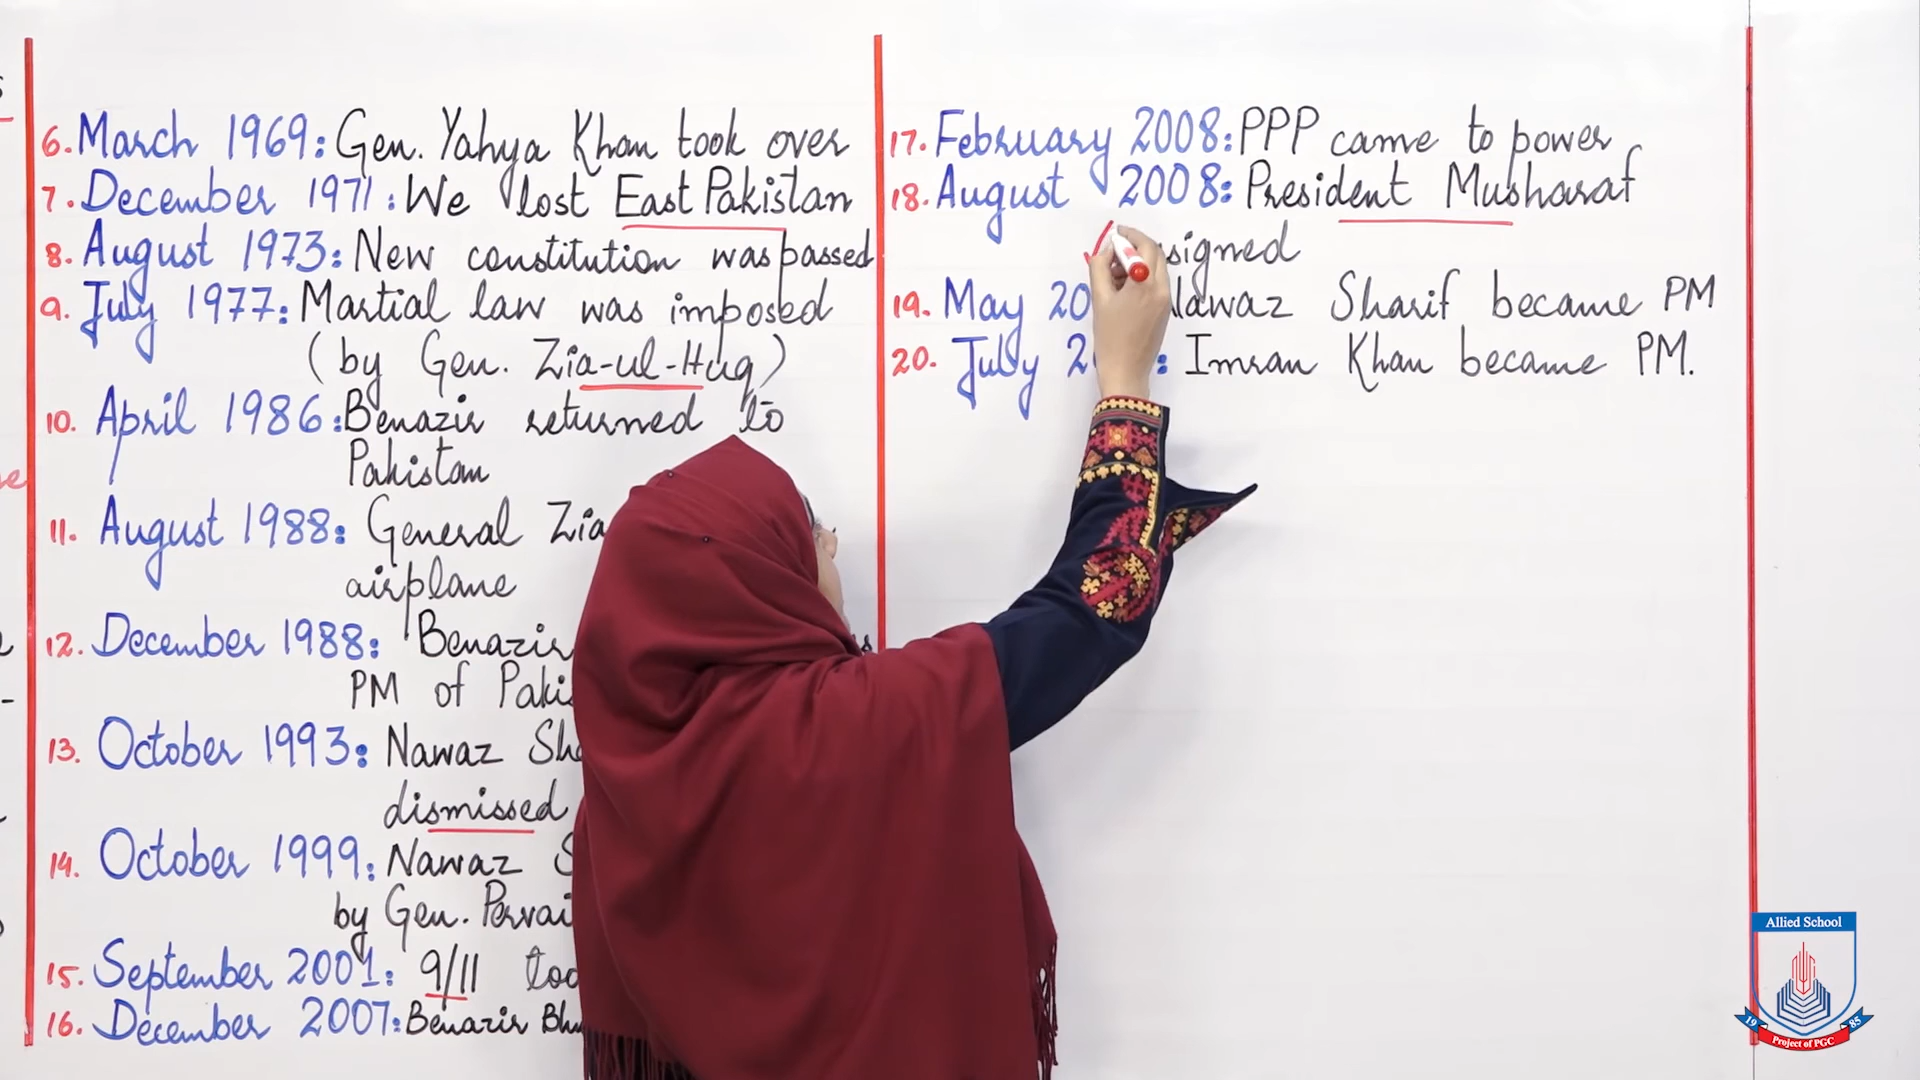 6. March 1969: Gen. Yahya Khan took over
7. December 1971: We lost East Pakistan
8. August 1973: New constitution was passed
9. July 1977: Martial law was imposed
(by Gen. Zia-ul-Huq)
10. April 1986: Benazir returned to
Pakistan
11. August 1988: General Zia
airplane
12. December 1988: Benazir
PM of
13. October 1993: Nawaz
dismissed
14. October 1999: Nawaz
by Gen.
15. September 2001: 9/11
16. December 2007: Benazir
17. February 2008: PPP came to power
18. August 2008: President Musharaf
19. May Nawaz Sharif became PM
20. July Imran Khan became PM.
Allied School
19 85
Project of PGC